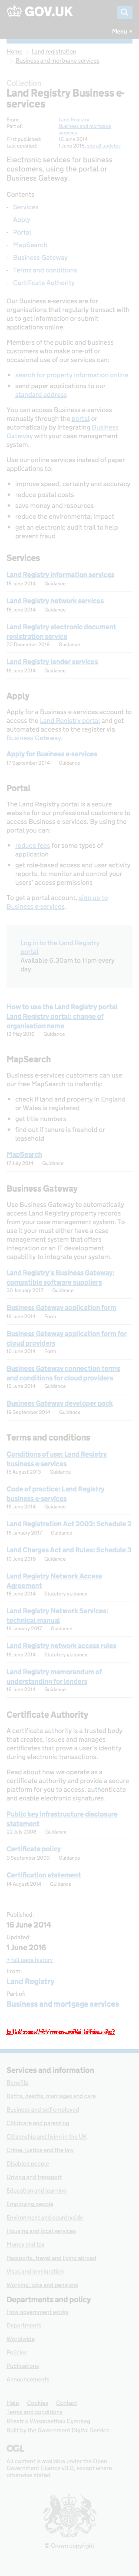 GOV.UK
Menu
Home
Land registration
Business and mortgage services
Collection
Land Registry Business e-
services
From: Land Registry
Part of: Business and mortgage
services
First published: 16 June 2014
Last updated: 1 June 2016, see all updates
Electronic services for business
customers, using the portal or
Business Gateway.
Contents
Services
Apply
Portal
MapSearch
Business Gateway
Terms and conditions
Certificate Authority
Our Business e-services are for
organisations that want to view or
submit information or applications
online.
Members of the public and business
customers who make one-off or
occasional use of our services can:
search for property information online
send paper applications to our
standard address
You can access our Business e-services
from multiple channels, through the
portal or by integrating Business
Gateway with your case management
system.
We use online services instead of paper
applications to:
improve speed, certainty and accuracy
reduce postal costs
save money and resources
reduce the environmental impact
get an electronic audit trail to help
prevent fraud
Services
Land Registry information services
16 June 2014 Guidance
Land Registry network services
16 June 2014 Guidance
Land Registry electronic document
registration service
22 December 2016 Guidance
Land Registry lender services
16 June 2014 Guidance
Apply
Apply for a Business e-services account to
access the Land Registry portal and set up
automated access to the register via
Business Gateway.
Apply for Business e-services
17 September 2014 Guidance
Portal
The Land Registry portal is our secure
website for professional customers to
access Business e-services. By using the
portal you can:
reduce fees for some types of
application
get role-based access and user activity
reports, to monitor and control your
users' access permissions
To get a portal account, sign up to
Business e-services.
Log in to the Land Registry
portal
Available 6.30am to 11pm every
day
How to use the Land Registry portal
Land Registry portal: change of
organisation name
13 May 2016 Guidance
MapSearch
Business e-services customers can use
our free MapSearch to instantly:
check if land and property in England
or Wales is registered
get title numbers
find out if tenure is freehold or
leasehold
MapSearch
11 July 2014 Guidance
Business Gateway
Use Business Gateway to automatically
access Land Registry records from your
case management system. There are
important cost and time efficiencies, but
it often requires organisational
integration or an IT development
capability to integrate your system.
Land Registry's Business Gateway:
compatible software suppliers
30 January 2017 Guidance
Business Gateway application form
16 June 2014 Form
Business Gateway application form for
cloud providers
16 June 2014 Form
Business Gateway connection terms
and conditions for cloud providers
16 June 2014 Guidance
Business Gateway developer pack
19 September 2014 Guidance
Terms and conditions
Conditions of use: Land Registry
business e-services
15 August 2013 Guidance
Code of practice: Land Registry
business e-services
16 June 2014 Guidance
Land Registration Act 2002: Schedule 2
18 January 2017 Guidance
Land Charges Act and Rules: Schedule 3
10 June 2016 Guidance
Land Registry Network Access
Agreement
16 June 2014 Statutory guidance
Land Registry Network Services:
technical manual
18 January 2017 Guidance
Land Registry network access rules
16 June 2014 Statutory guidance
Land Registry memorandum of
understanding for lenders
16 June 2014 Guidance
Certificate Authority
A certificate authority is a trusted body
that creates, issues and manages
certificates to verify that 'the user is
who they claim to be' during electronic
transactions.
Read about how we operate as a
certificate authority and provide a secure
platform for you to access, submit and
authenticate enable electronic signatures.
Public key infrastructure disclosure
statement
22 July 2008 Guidance
Certificate policy
9 September 2009 Guidance
Certification statement
14 August 2014 Guidance
Published:
16 June 2014
Updated:
1 June 2016
+ full page history
From:
Land Registry
Part of:
Business and mortgage services
Services and information
Benefits
Births, deaths, marriages and care
Business and self-employed
Childcare and parenting
Citizenship and living in the UK
Crime, justice and the law
Disabled people
Driving and transport
Education and learning
Employing people
Environment and countryside
Housing and local services
Money and tax
Passports, travel and living abroad
Visas and immigration
Working, jobs and pensions
Departments and policy
How government works
Departments
Worldwide
Policies
Publications
Announcements
Help Cookies Contact
Terms and conditions
Rhestr o Wasanaethau Cymraeg
Built by the Government Digital Service
OGL
All content is available under the Open
Government Licence v3.0, except where
otherwise stated
© Crown copyright